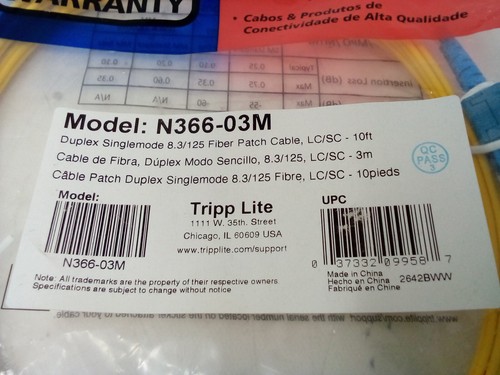 WARRANTY
• Cabos & Produtos de
Conectividade de Alta Qualidade
Model: N366-03M
Duplex Singlemode 8.3/125 Fiber Patch Cable, LC/SC - 10ft
Cable de Fibra, Dúplex Modo Sencillo, 8.3/125, LC/SC - 3m
Câble Patch Duplex Singlemode 8.3/125 Fibre, LC/SC - 10pieds
QC
PASS
3
Model:
N366-03M
Tripp Lite
1111 W. 35th. Street
Chicago, IL 60609 USA
www.tripplite.com/support
UPC
0 37332 09958 7
Made in China
Hecho en China
Fabriqué en Chine
2642BWW
Note: All trademarks are the property of their respective owners
Specifications are subject to change without notice